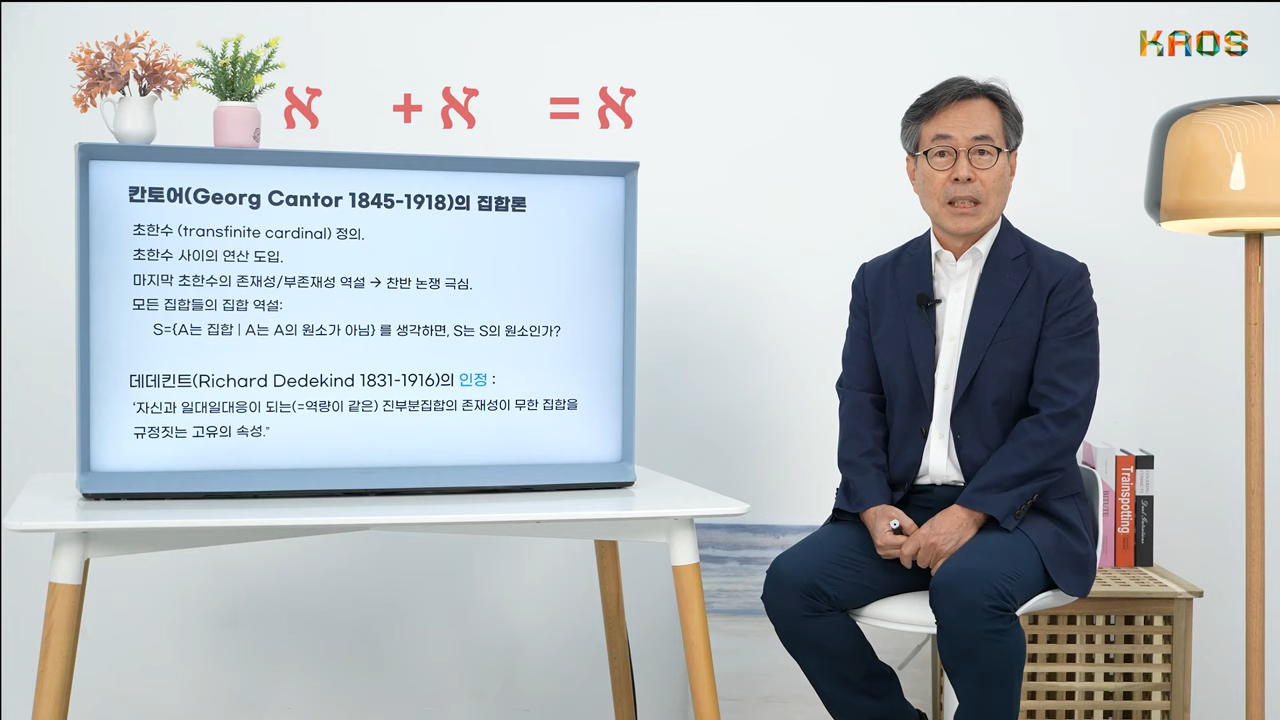 KAOS
ℵ + ℵ = ℵ
칸토어(Georg Cantor 1845-1918)의 집합론
초한수 (transfinite cardinal) 정의.
초한수 사이의 연산 도입.
마지막 초한수의 존재성/부존재성 역설 → 찬반 논쟁 극심.
모든 집합들의 집합 역설:
S={A는 집합 | A는 A의 원소가 아님} 를 생각하면, S는 S의 원소인가?
데데킨트(Richard Dedekind 1831-1916)의 인정 :
‘자신과 일대일대응이 되는(=역량이 같은) 진부분집합의 존재성이 무한 집합을
규정짓는 고유의 속성.”
Trainspotting